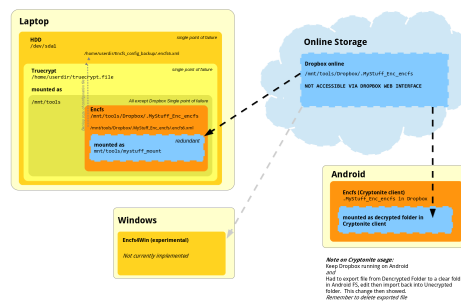 Laptop
HDD
single point of failure
/dev/sda1
/home/userdir/Encfs_config_backup/.encfs6.xml
Truecrypt
single point of failure
/home/userdir/truecrypt.file
mounted as
/mnt/tools
All except Dropbox: Single point of failure
Encfs
/mnt/tools/Dropbox/.MyStuff_Enc_encfs
/mnt/tools/Dropbox/.MyStuff_Enc_encfs/.encfs6.xml
redundant
mounted as
mnt/tools/mystuff_mount
Online Storage
Dropbox online
/mnt/tools/Dropbox/.MyStuff_Enc_encfs
NOT ACCESSIBLE VIA DROPBOX WEB INTERFACE
Windows
Encfs4Win (experimental)
Not currently implemented
Android
Encfs (Cryptonite client)
.MyStuff_Enc_encfs in Dropbox
mounted as decrypted folder in
Cryptonite client
Note on Cryptonite usage:
Keep Dropbox running on Android
and
Had to export file from Decrypted Folder to a clear folder
in Android FS, edit then import back into Unecrypted
folder.  This change then showed.
Remember to delete exported file